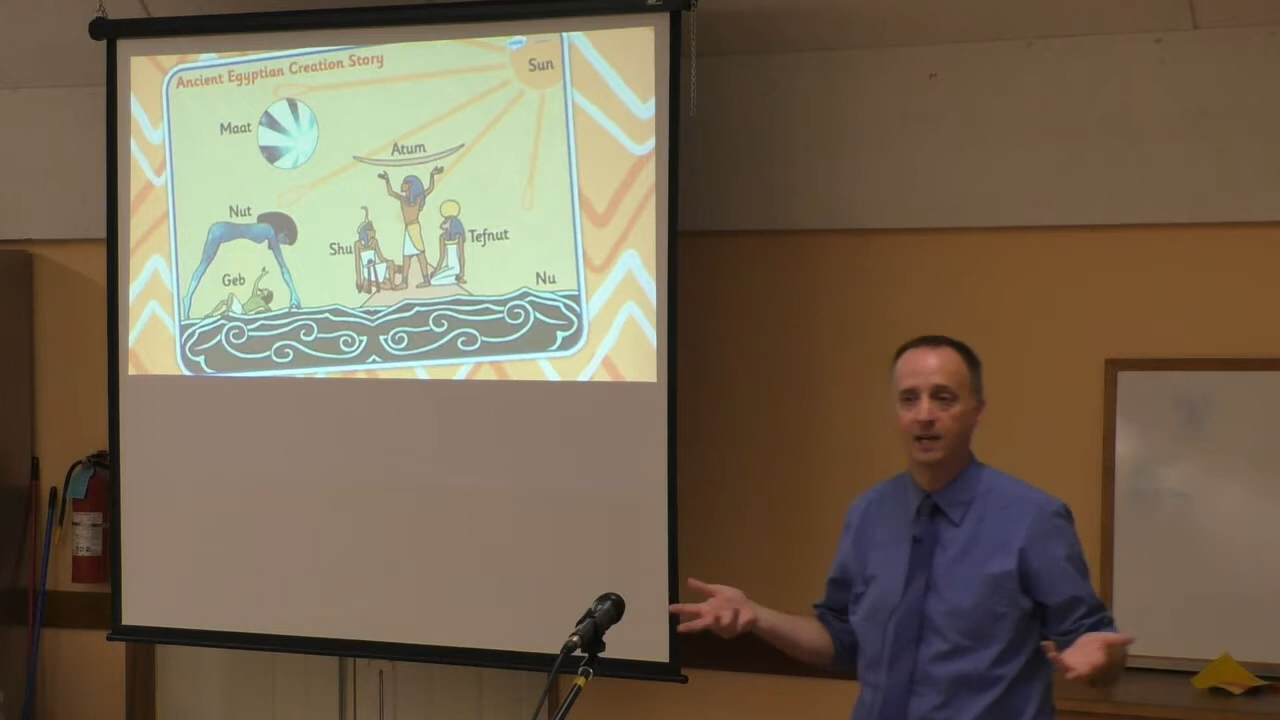 Ancient Egyptian Creation Story
Sun
Maat
Atum
Nut
Shu
Tefnut
Geb
Nu